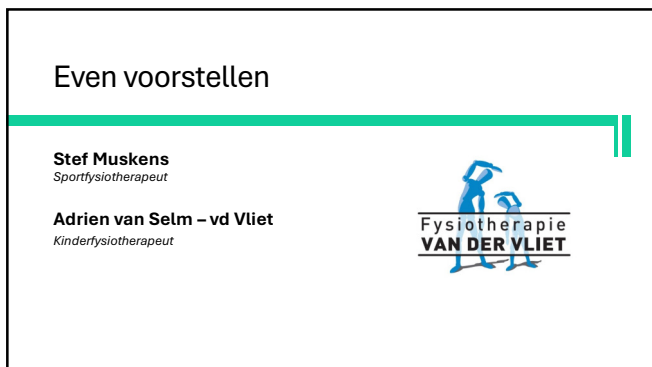 Even voorstellen
Stef Muskens
Sportfysiotherapeut
Adrien van Selm – vd Vliet
Kinderfysiotherapeut
Fysiotherapie
VAN DER VLIET